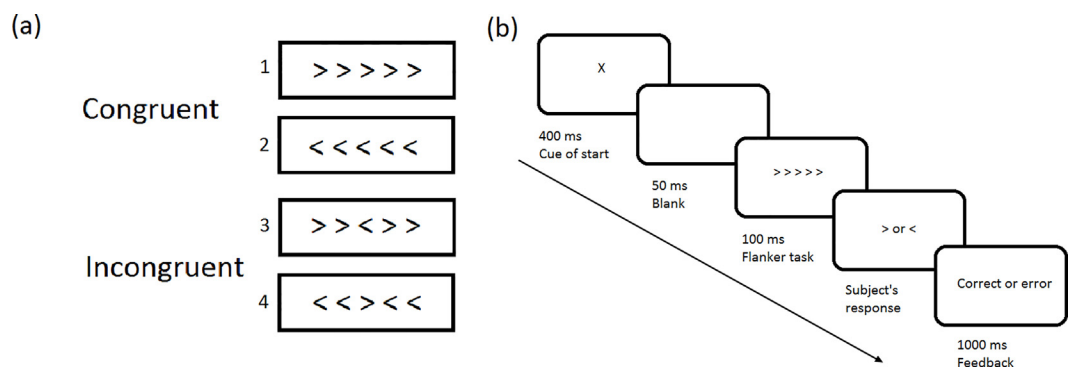 (a)
Congruent
1 > > > > >
2 < < < < <
Incongruent
3 > > < > >
4 < < > < <
(b)
X
400 ms
Cue of start
50 ms
Blank
> > > > >
100 ms
Flanker task
> or <
Subject's
response
Correct or error
1000 ms
Feedback